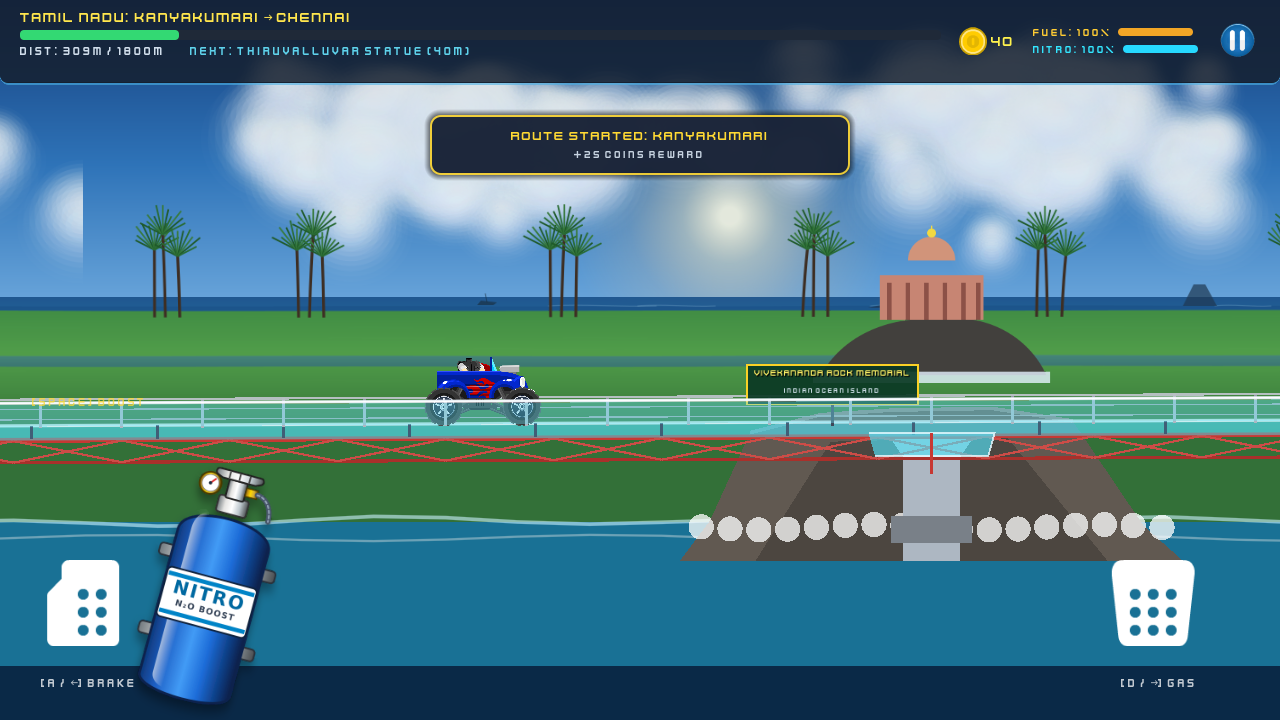 TAMIL NADU: KANYAKUMARI → CHENNAI
DIST: 309M / 1800M
NEXT: THIRUVALLUVAR STATUE (40M)
40
FUEL: 100%
NITRO: 100%
ROUTE STARTED: KANYAKUMARI
+25 COINS REWARD
VIVEKANANDA ROCK MEMORIAL
INDIAN OCEAN ISLAND
NITRO
N₂O BOOST
[A / ←] BRAKE
[D / →] GAS